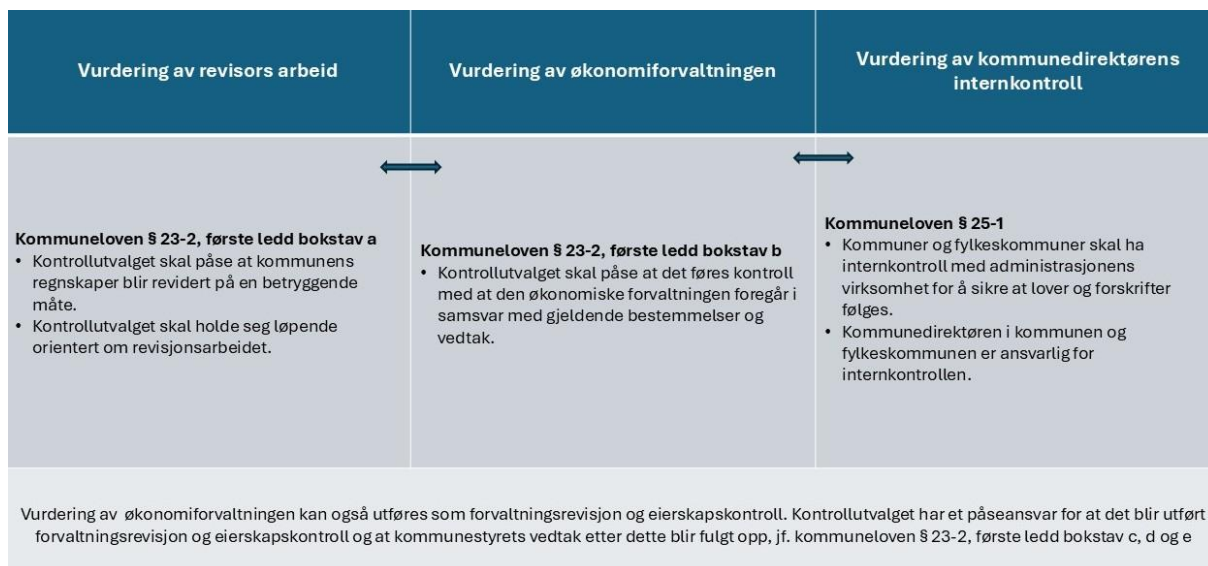 Vurdering av revisors arbeid
Vurdering av økonomiforvaltningen
Vurdering av kommunedirektørens
internkontroll
Kommuneloven § 23-2, første ledd bokstav a
• Kontrollutvalget skal påse at kommunens
regnskaper blir revidert på en betryggende
måte.
• Kontrollutvalget skal holde seg løpende
orientert om revisjonsarbeidet.
Kommuneloven § 23-2, første ledd bokstav b
• Kontrollutvalget skal påse at det føres kontroll
med at den økonomiske forvaltningen foregår i
samsvar med gjeldende bestemmelser og
vedtak.
Kommuneloven § 25-1
• Kommuner og fylkeskommuner skal ha
internkontroll med administrasjonens
virksomhet for å sikre at lover og forskrifter
følges.
• Kommunedirektøren i kommunen og
fylkeskommunen er ansvarlig for
internkontrollen.
Vurdering av økonomiforvaltningen kan også utføres som forvaltningsrevisjon og eierskapskontroll. Kontrollutvalget har et påseansvar for at det blir utført
forvaltningsrevisjon og eierskapskontroll og at kommunestyrets vedtak etter dette blir fulgt opp, jf. kommuneloven § 23-2, første ledd bokstav c, d og e